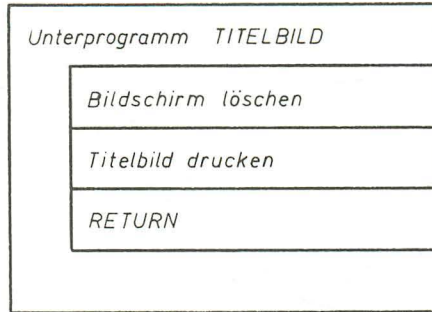 Unterprogramm TITELBILD
Bildschirm löschen
Titelbild drucken
RETURN